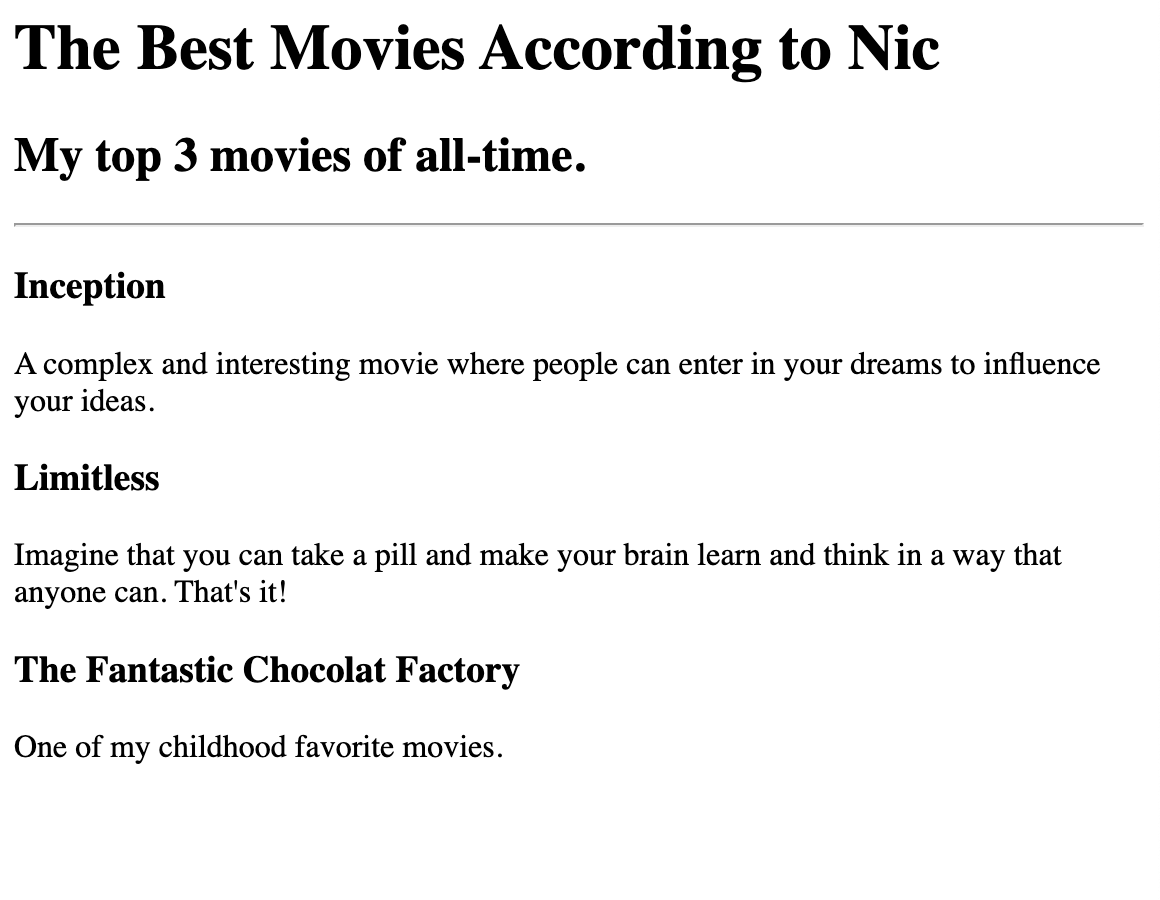 The Best Movies According to Nic
My top 3 movies of all-time.
Inception
A complex and interesting movie where people can enter in your dreams to influence
your ideas.
Limitless
Imagine that you can take a pill and make your brain learn and think in a way that
anyone can. That's it!
The Fantastic Chocolat Factory
One of my childhood favorite movies.